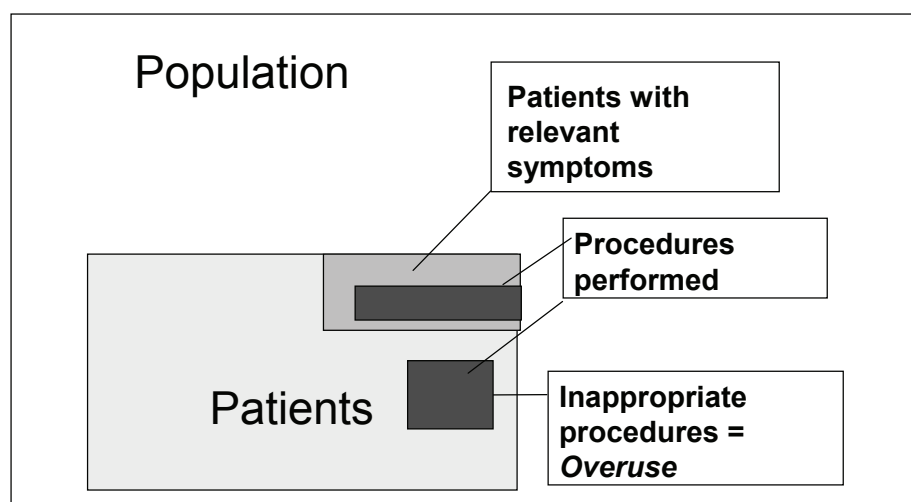 Population
Patients with
relevant
symptoms
Procedures
performed
Patients
Inappropriate
procedures =
Overuse